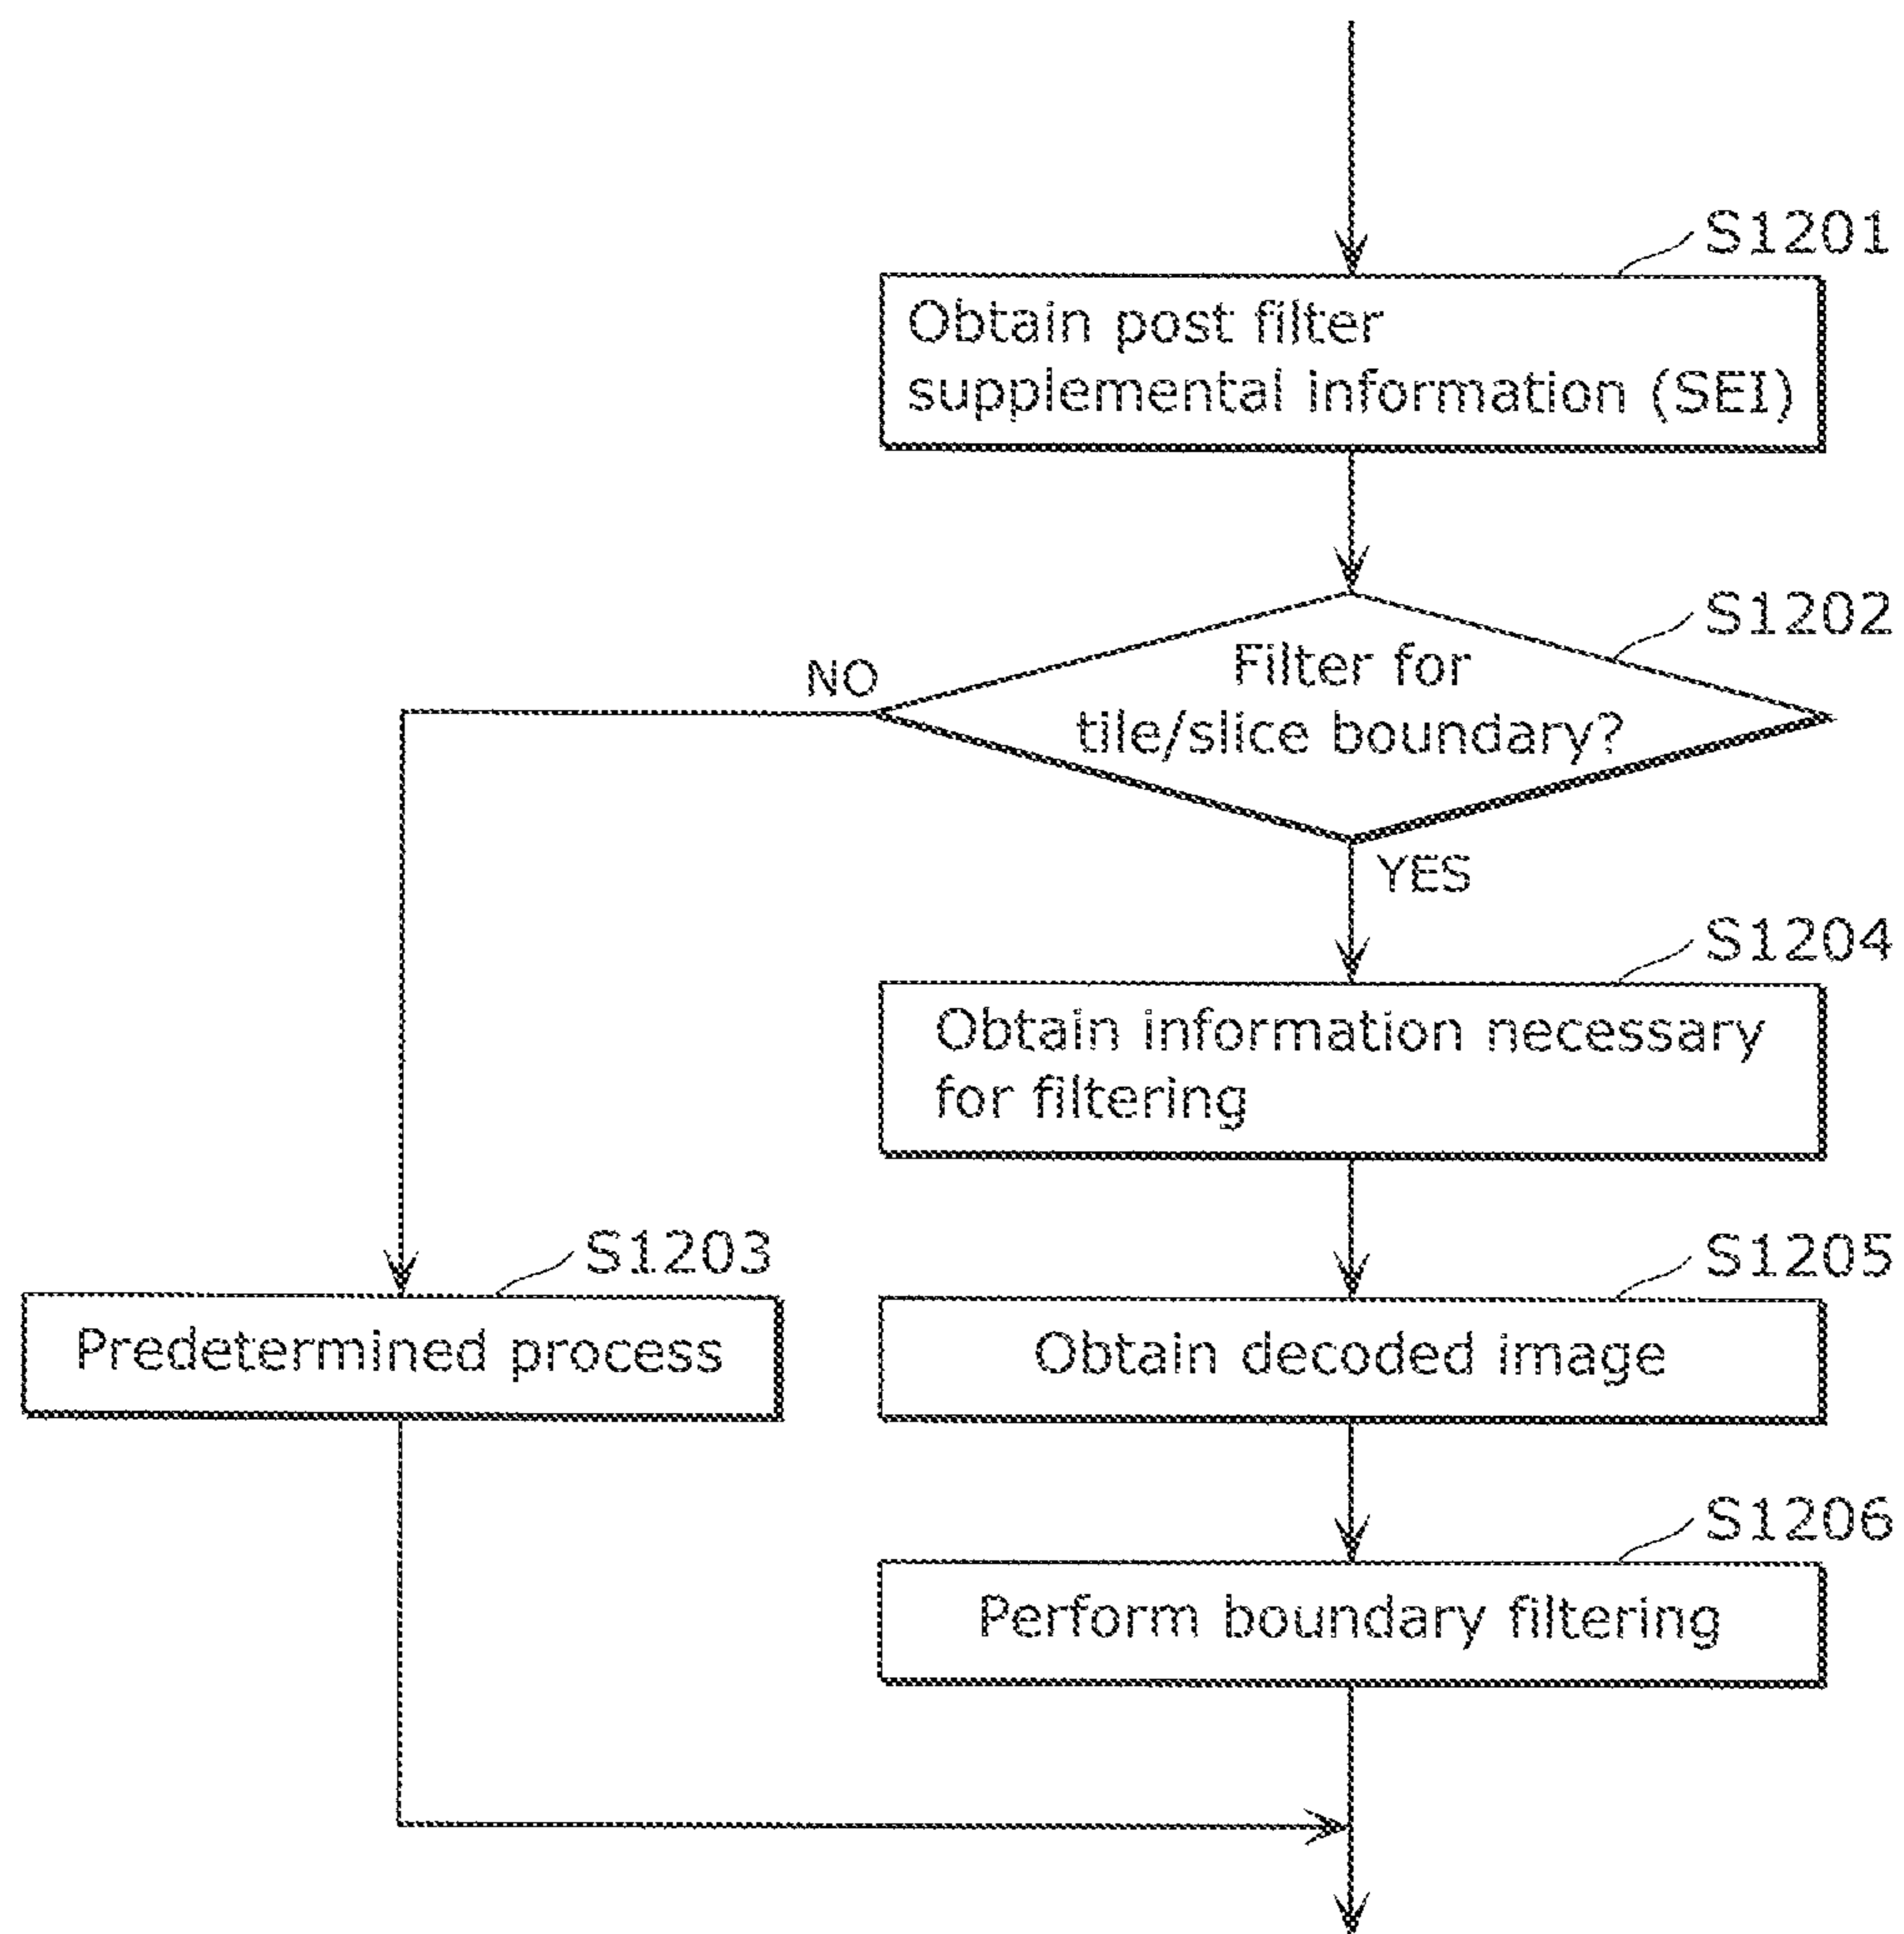 S1201
Obtain post filter
supplemental information (SEI)
S1202
Filter for
tile/slice boundary?
NO
YES
S1204
Obtain information necessary
for filtering
S1203
Predetermined process
S1205
Obtain decoded image
S1206
Perform boundary filtering